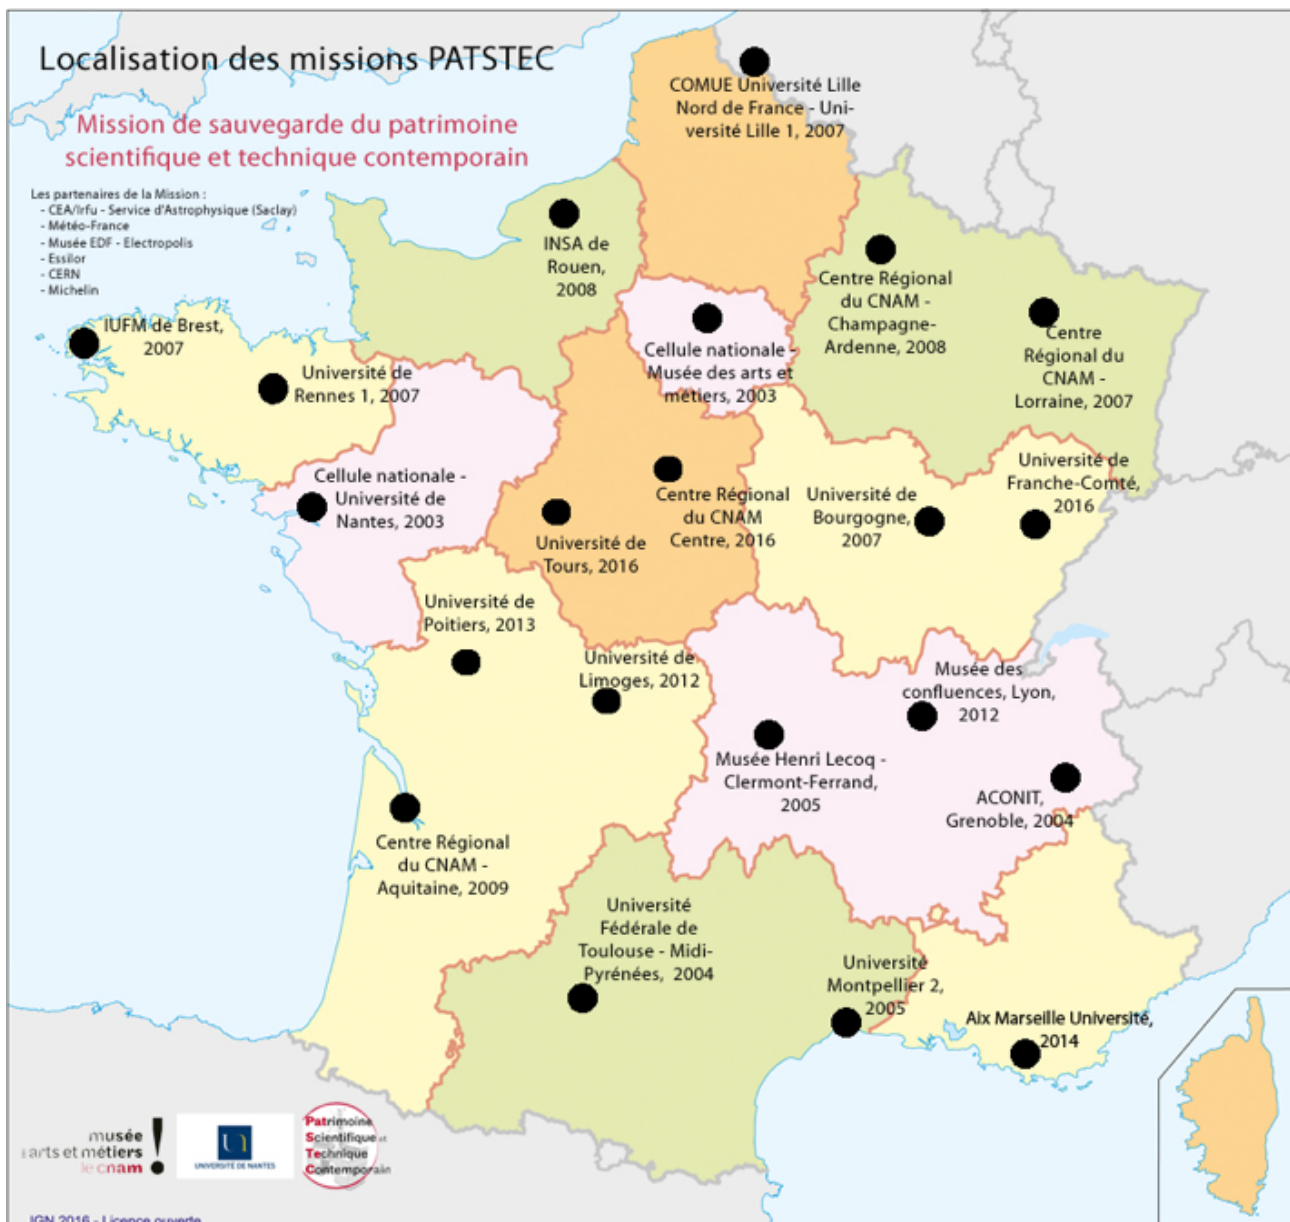 Localisation des missions PATSTEC
Mission de sauvegarde du patrimoine
scientifique et technique contemporain
Les partenaires de la Mission :
- CEA/Irfu - Service d'Astrophysique (Saclay)
- Météo-France
- Musée EDF - Electropolis
- Essilor
- CERN
- Michelin
COMUE Université Lille
Nord de France - Uni-
versité Lille 1, 2007
INSA de
Rouen,
2008
Centre Régional
du CNAM -
Champagne-
Ardenne, 2008
Centre
Régional du
CNAM -
Lorraine, 2007
IUFM de Brest,
2007
Université de
Rennes 1, 2007
Cellule nationale -
Musée des arts et
métiers, 2003
Cellule nationale -
Université de
Nantes, 2003
Centre Régional
du CNAM
Centre, 2016
Université de
Tours, 2016
Université de
Bourgogne,
2007
Université de
Franche-Comté,
2016
Université de
Poitiers, 2013
Université de
Limoges, 2012
Musée des
confluences, Lyon,
2012
Musée Henri Lecoq -
Clermont-Ferrand,
2005
ACONIT,
Grenoble, 2004
Centre Régional
du CNAM -
Aquitaine, 2009
Université
Fédérale de
Toulouse - Midi-
Pyrénées, 2004
Université
Montpellier 2,
2005
Aix Marseille Université,
2014
musée
arts et métiers
le cnam
UNIVERSITÉ DE NANTES
Patrimoine
Scientifique et
Technique
Contemporain
IGN 2016 - Licence ouverte